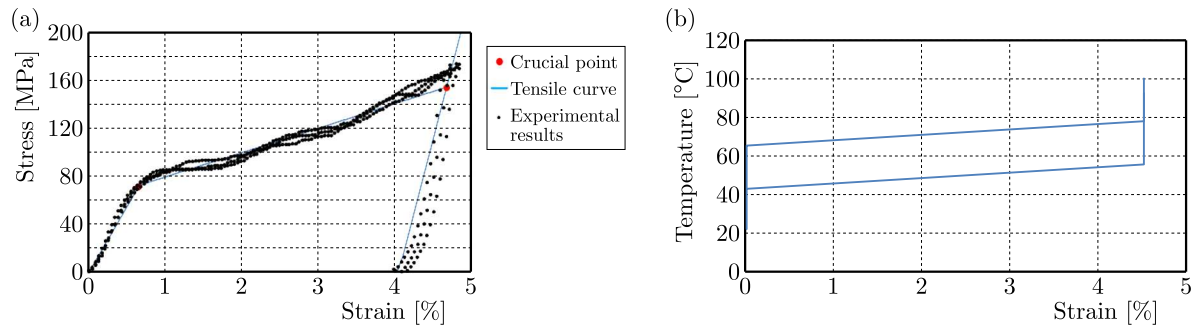 (a)
200
160
120
80
40
0
Stress [MPa]
0 1 2 3 4 5
Strain [%]
Crucial point
Tensile curve
Experimental
results
(b)
120
100
80
60
40
20
0
Temperature [°C]
0 1 2 3 4 5
Strain [%]